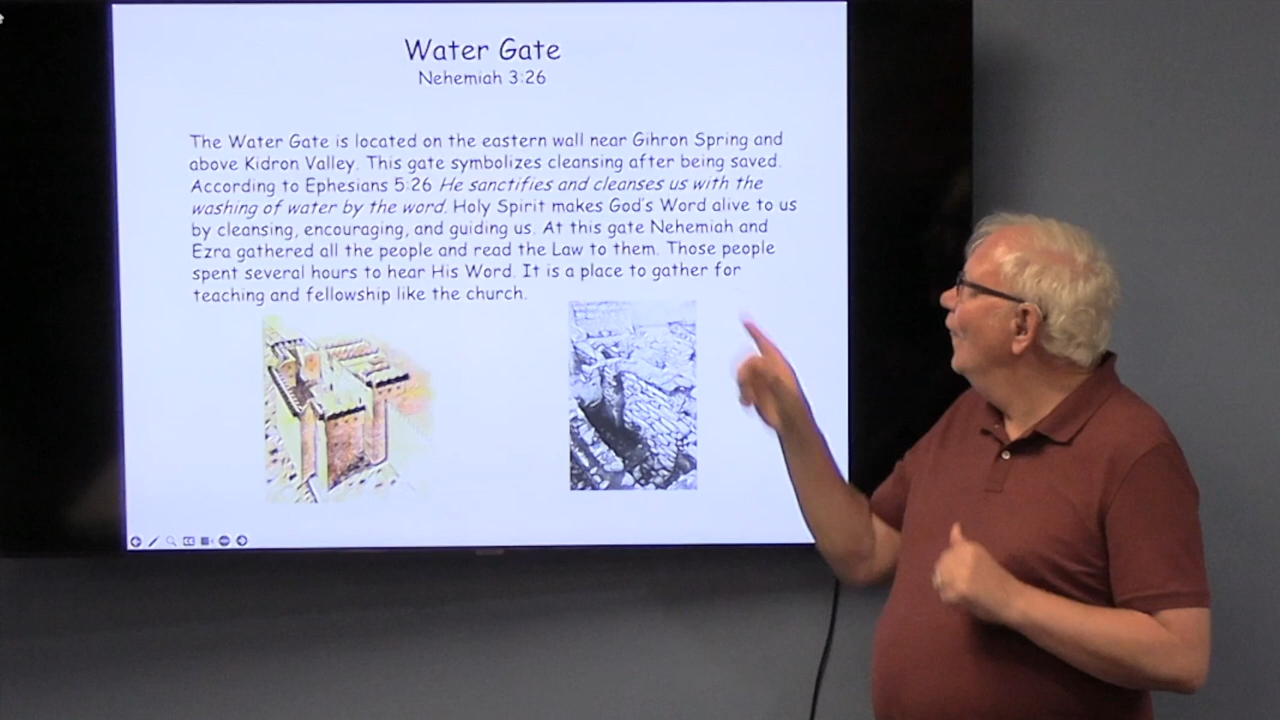 Water Gate
Nehemiah 3:26
The Water Gate is located on the eastern wall near Gihron Spring and
above Kidron Valley. This gate symbolizes cleansing after being saved.
According to Ephesians 5:26 He sanctifies and cleanses us with the
washing of water by the word. Holy Spirit makes God's Word alive to us
by cleansing, encouraging, and guiding us. At this gate Nehemiah and
Ezra gathered all the people and read the Law to them. Those people
spent several hours to hear His Word. It is a place to gather for
teaching and fellowship like the church.